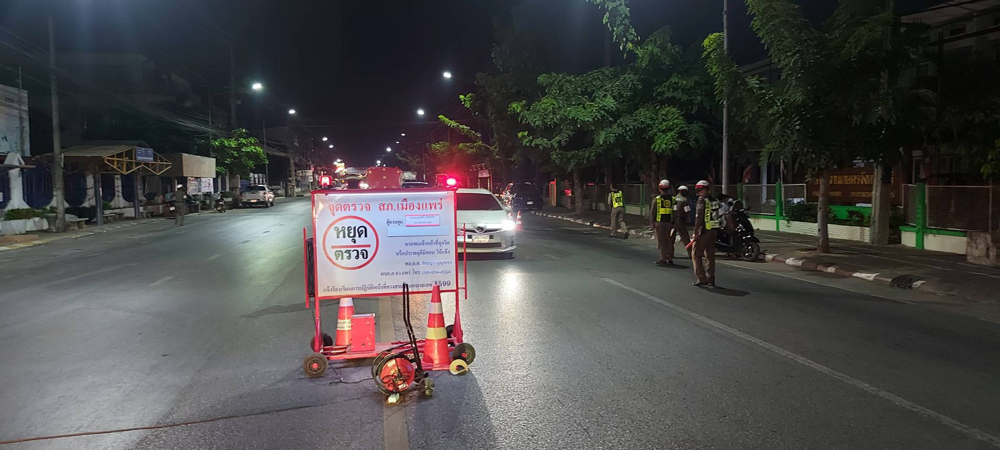 จุดตรวจ สภ.เมืองแพร่
หยุด
ตรวจ
ผู้ควบคุม
หากพบเจ้าหน้าที่ทุจริต
หรือประพฤติมิชอบ ให้แจ้ง
พล.ต.ต.
ผบก.ภ.จว.แพร่ โทร. 098-924-4564
แจ้งร้องเรียนการปฏิบัติหน้าที่ทางสาย หมายเลข 1599